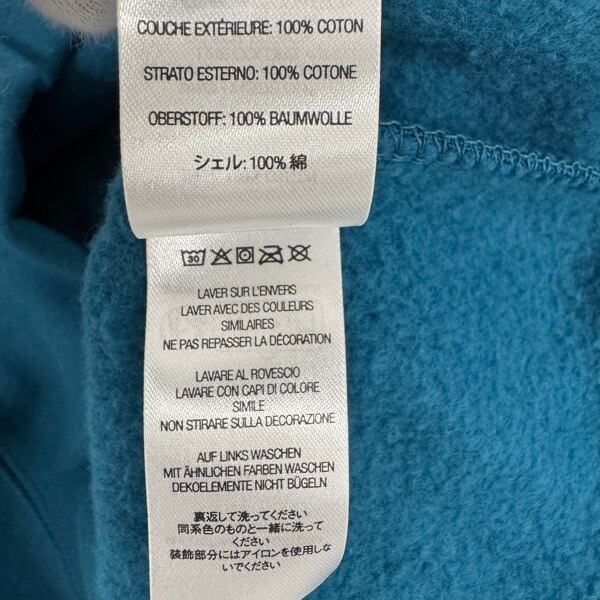 COUCHE EXTÉRIEURE: 100% COTON
STRATO ESTERNO: 100% COTONE
OBERSTOFF: 100% BAUMWOLLE
シェル: 100% 綿
30
LAVER SUR L'ENVERS
LAVER AVEC DES COULEURS
SIMILAIRES
NE PAS REPASSER LA DÉCORATION
LAVARE AL ROVESCIO
LAVARE CON CAPI DI COLORE
SIMILE
NON STIRARE SULLA DECORAZIONE
AUF LINKS WASCHEN
MIT ÄHNLICHEN FARBEN WASCHEN
DEKOELEMENTE NICHT BÜGELN
裏返して洗ってください
同系色のものと一緒に洗って
ください
装飾部分にはアイロンを使用しな
いでください